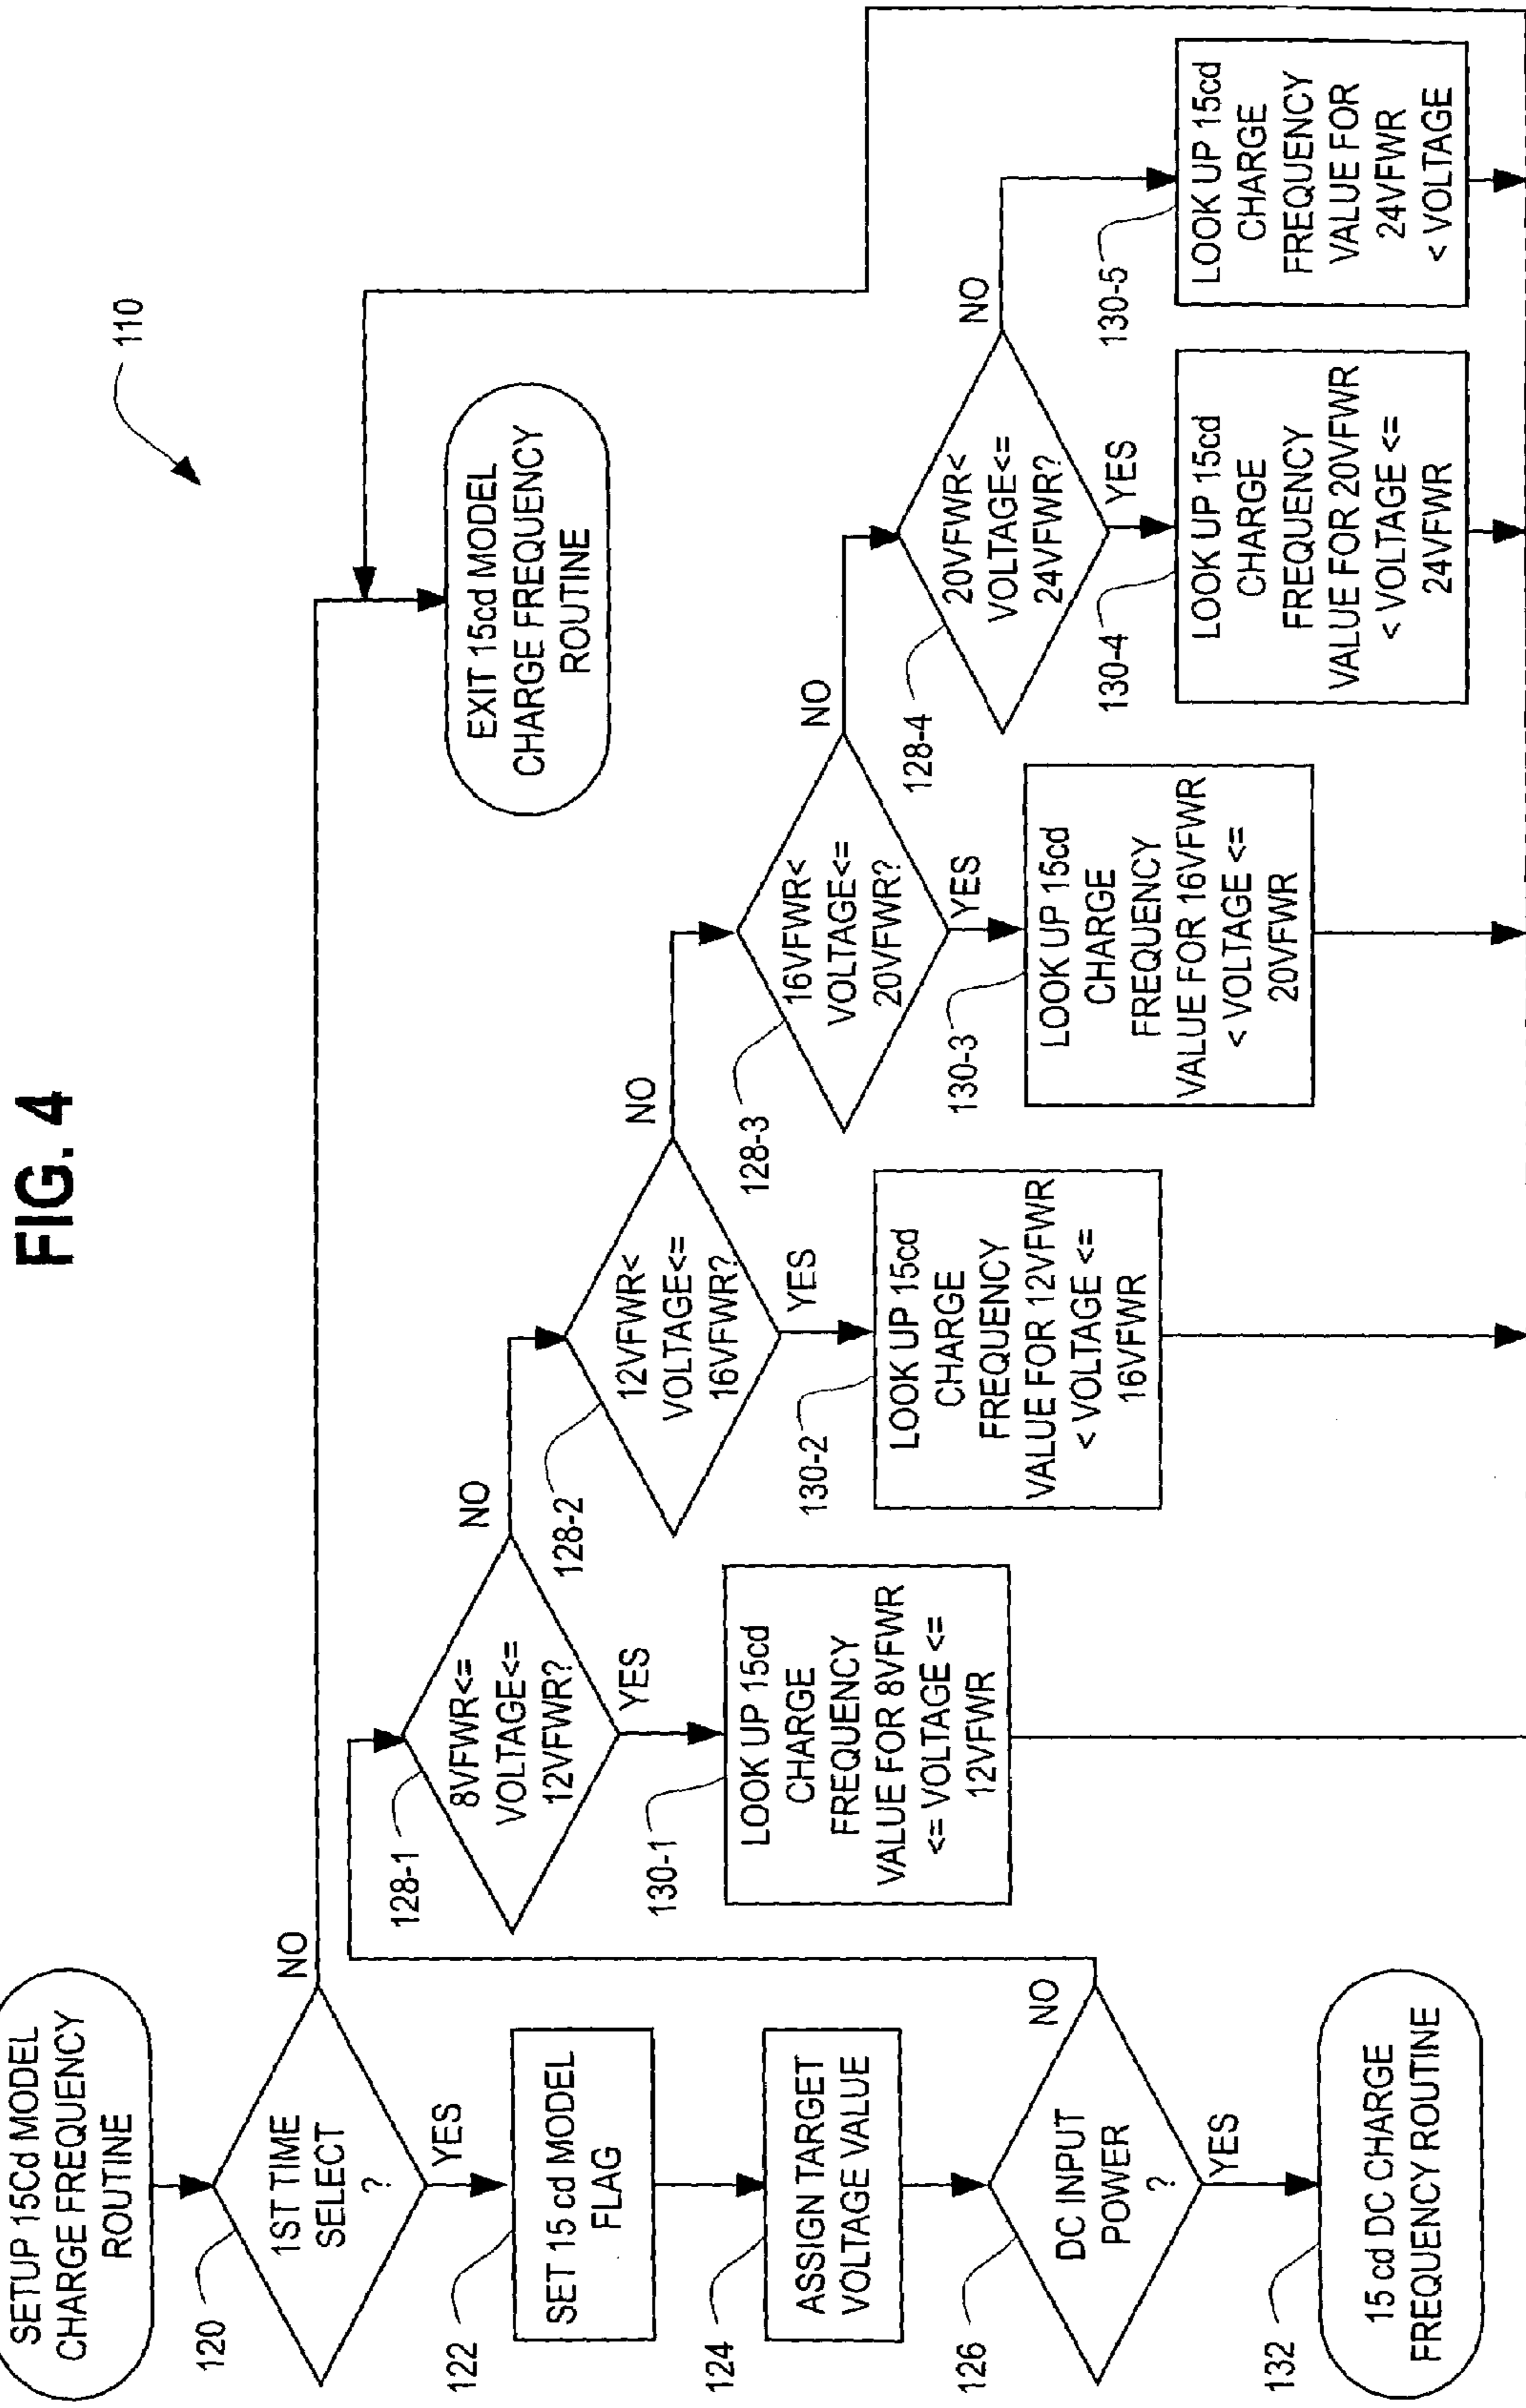 FIG. 4
110
SETUP 15Cd MODEL
CHARGE FREQUENCY
ROUTINE
120
1ST TIME
SELECT
?
NO
YES
122
SET 15 cd MODEL
FLAG
124
ASSIGN TARGET
VOLTAGE VALUE
126
DC INPUT
POWER
?
NO
YES
132
15 cd DC CHARGE
FREQUENCY ROUTINE
128-1
8VFWR<=
VOLTAGE<=
12VFWR?
NO
YES
130-1
LOOK UP 15cd
CHARGE
FREQUENCY
VALUE FOR 8VFWR
<= VOLTAGE <=
12VFWR
128-2
12VFWR<
VOLTAGE<=
16VFWR?
NO
YES
130-2
LOOK UP 15cd
CHARGE
FREQUENCY
VALUE FOR 12VFWR
< VOLTAGE <=
16VFWR
128-3
16VFWR<
VOLTAGE<=
20VFWR?
NO
YES
130-3
LOOK UP 15cd
CHARGE
FREQUENCY
VALUE FOR 16VFWR
< VOLTAGE <=
20VFWR
128-4
20VFWR<
VOLTAGE<=
24VFWR?
NO
YES
130-4
LOOK UP 15cd
CHARGE
FREQUENCY
VALUE FOR 20VFWR
< VOLTAGE <=
24VFWR
130-5
LOOK UP 15cd
CHARGE
FREQUENCY
VALUE FOR
24VFWR
< VOLTAGE
EXIT 15cd MODEL
CHARGE FREQUENCY
ROUTINE